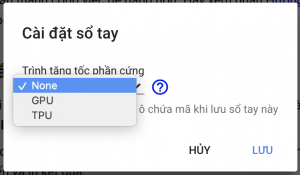 Cài đặt sổ tay
Trình tăng tốc phần cứng
None
GPU
TPU
ô chứa mã khi lưu sổ tay này
HỦY
LƯU